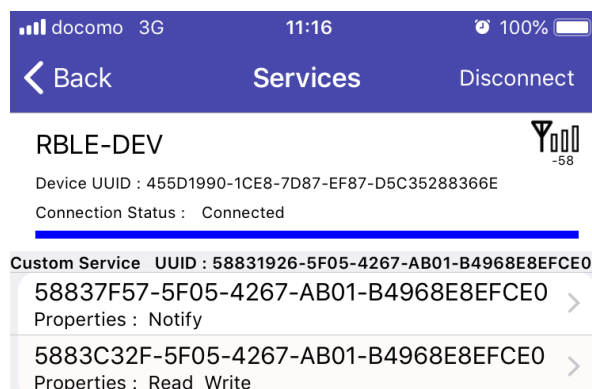 docomo 3G 11:16 100%
Back Services Disconnect
RBLE-DEV
-58
Device UUID : 455D1990-1CE8-7D87-EF87-D5C35288366E
Connection Status : Connected
Custom Service UUID : 58831926-5F05-4267-AB01-B4968E8EFCE0
58837F57-5F05-4267-AB01-B4968E8EFCE0
Properties : Notify
5883C32F-5F05-4267-AB01-B4968E8EFCE0
Properties : Read Write